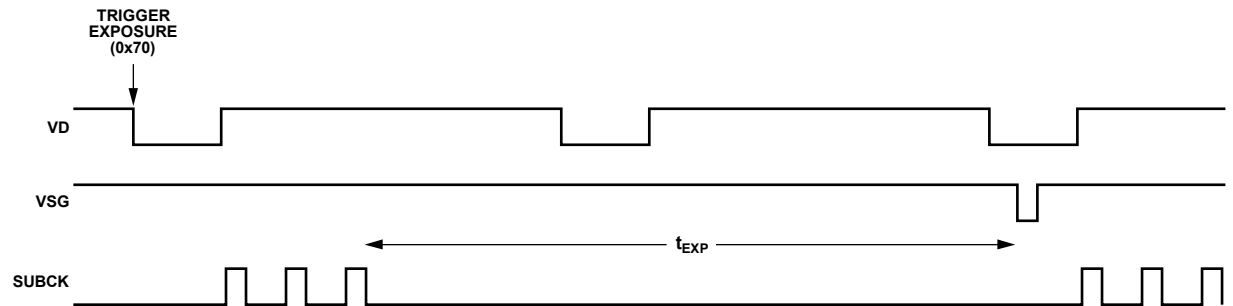 TRIGGER
EXPOSURE
(0x70)
VD
VSG
tEXP
SUBCK